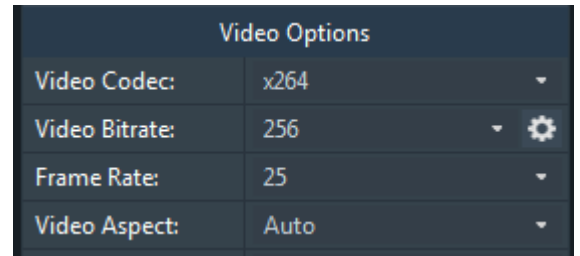 Video Options
Video Codec: x264
Video Bitrate: 256
Frame Rate: 25
Video Aspect: Auto